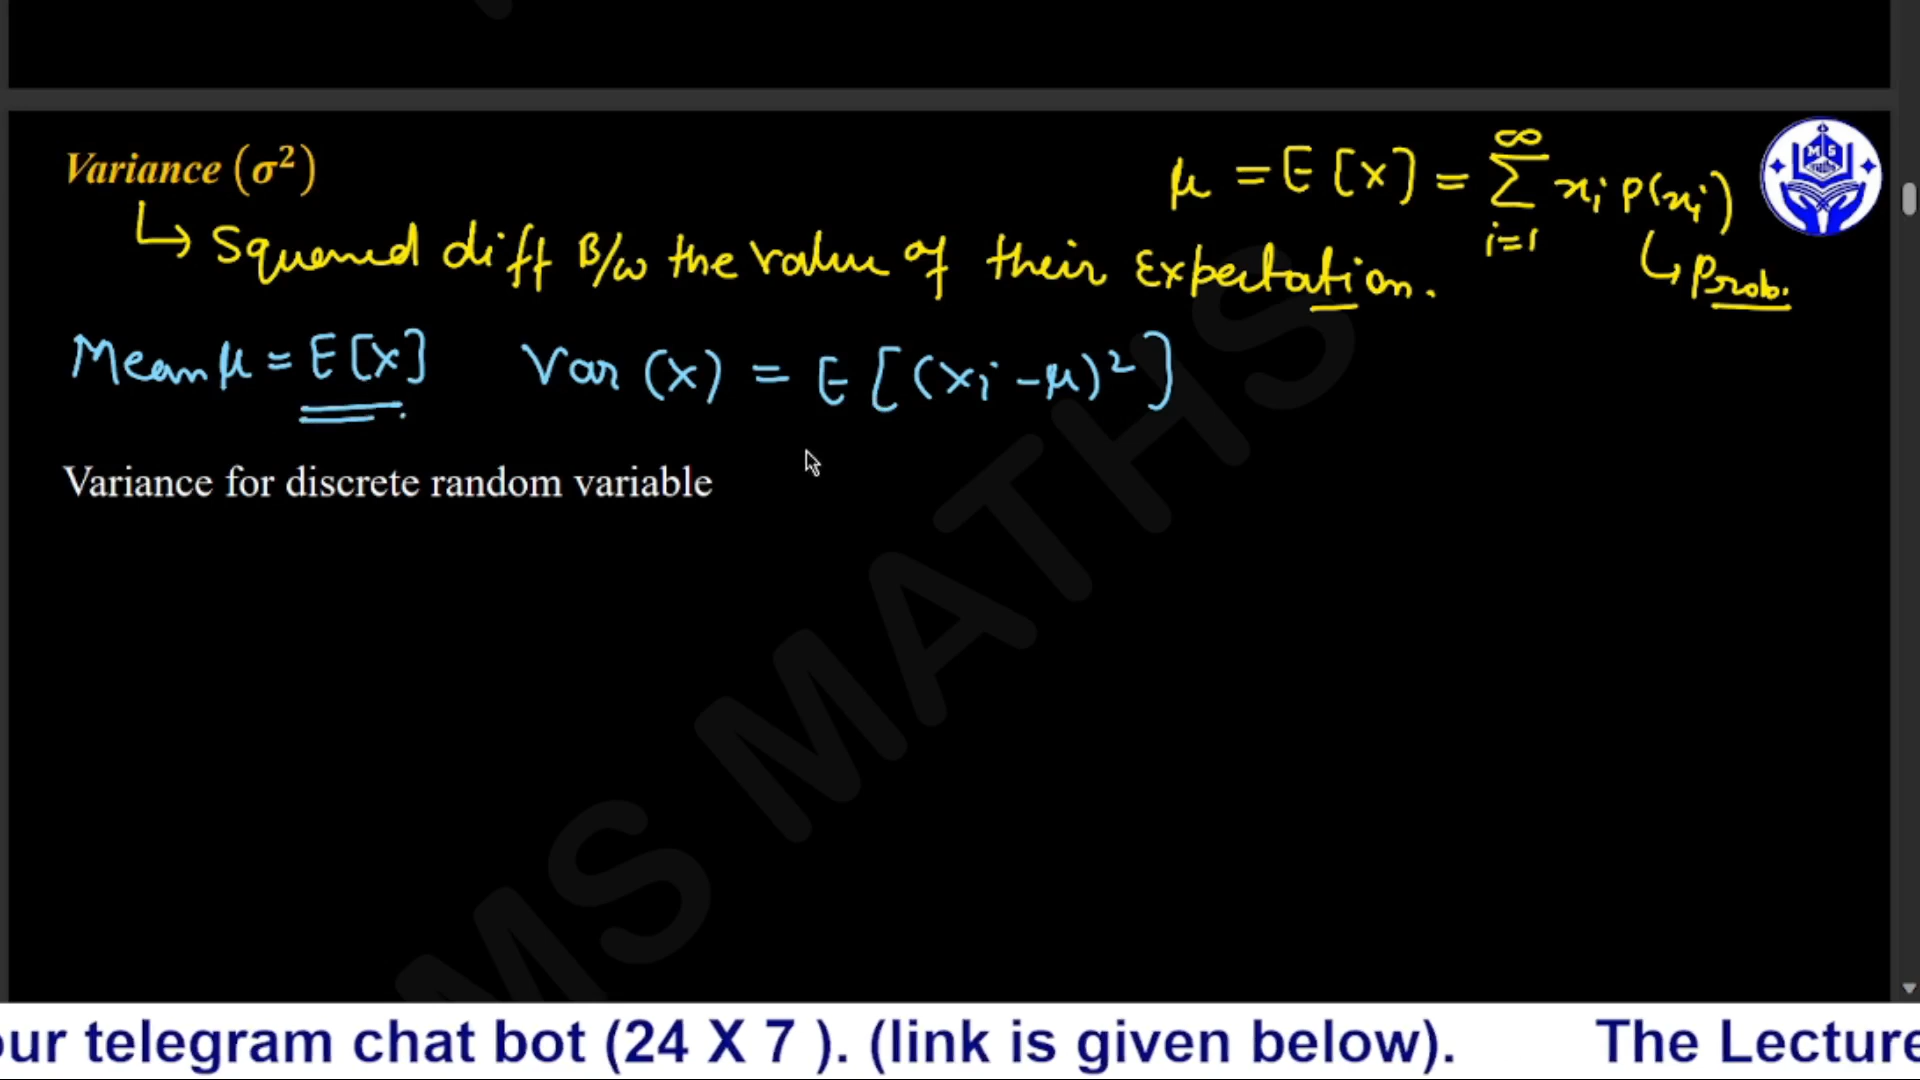 Variance (σ²)
μ = E[x] = ∞ Σ i=1 xᵢ P(xᵢ)
↳ Prob.
↳ Squared diff B/w the value of their Expectation.
Mean μ = E[x] Var (x) = E[(xᵢ - μ)²]
Variance for discrete random variable
MS MATHS
our telegram chat bot (24 X 7 ). (link is given below). The Lecture